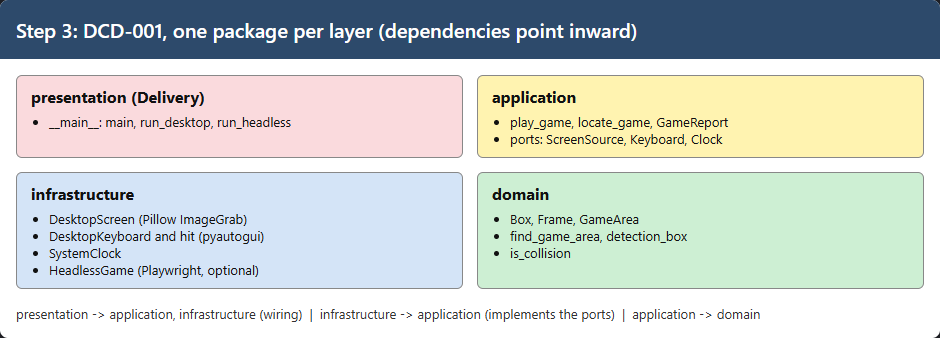 Step 3: DCD-001, one package per layer (dependencies point inward)
presentation (Delivery)
• __main__: main, run_desktop, run_headless
application
• play_game, locate_game, GameReport
• ports: ScreenSource, Keyboard, Clock
infrastructure
• DesktopScreen (Pillow ImageGrab)
• DesktopKeyboard and hit (pyautogui)
• SystemClock
• HeadlessGame (Playwright, optional)
domain
• Box, Frame, GameArea
• find_game_area, detection_box
• is_collision
presentation -> application, infrastructure (wiring) | infrastructure -> application (implements the ports) | application -> domain